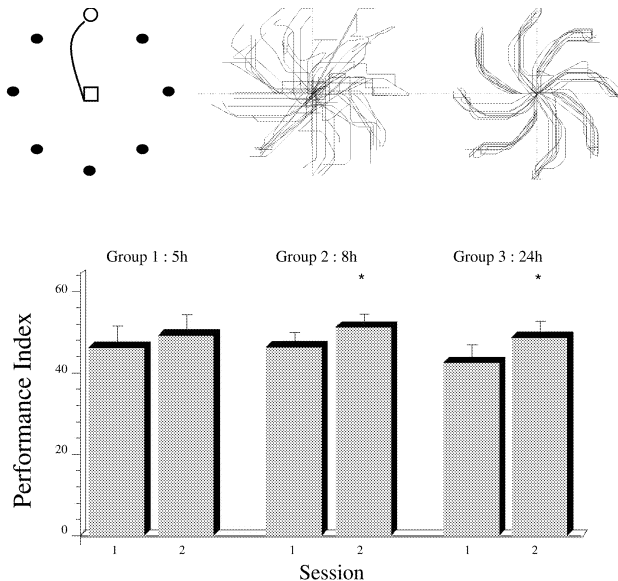 Group 1 : 5h
Group 2 : 8h
Group 3 : 24h
*
*
Performance Index
60
40
20
0
1
2
1
2
1
2
Session